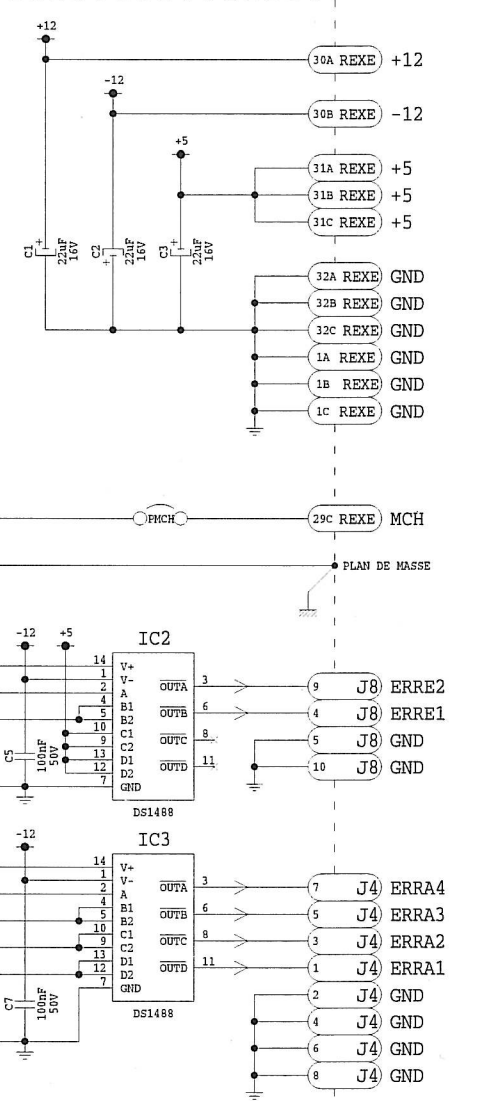 +12
30A REXE +12
-12
30B REXE -12
+5
31A REXE +5
31B REXE +5
31C REXE +5
C1 + 22uF 16V
C2 + 22uF 16V
C3 + 22uF 16V
32A REXE GND
32B REXE GND
32C REXE GND
1A REXE GND
1B REXE GND
1C REXE GND
PMCH
29C REXE MCH
PLAN DE MASSE
-12
+5
IC2
14 V+
1 V-
2 A
4 B1
5 B2
10 C1
9 C2
13 D1
12 D2
7 GND
OUTA 3
OUTB 6
OUTC 8
OUTD 11
9 J8 ERRE2
4 J8 ERRE1
5 J8 GND
10 J8 GND
C5 100nF 50V
DS1488
-12
IC3
14 V+
1 V-
2 A
4 B1
5 B2
10 C1
9 C2
13 D1
12 D2
7 GND
OUTA 3
OUTB 6
OUTC 8
OUTD 11
7 J4 ERRA4
5 J4 ERRA3
3 J4 ERRA2
1 J4 ERRA1
2 J4 GND
4 J4 GND
6 J4 GND
8 J4 GND
C7 100nF 50V
DS1488